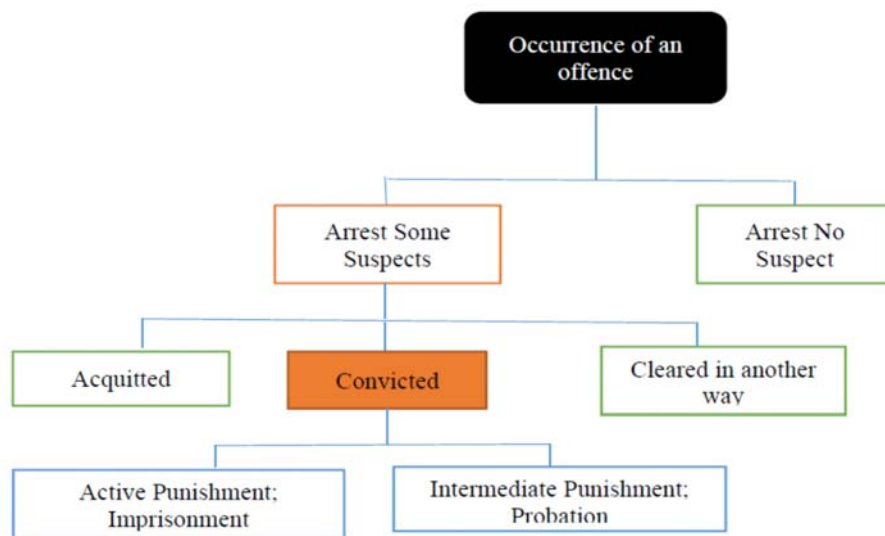 Occurrence of an
offence
Arrest Some
Suspects
Arrest No
Suspect
Acquitted
Convicted
Cleared in another
way
Active Punishment;
Imprisonment
Intermediate Punishment;
Probation